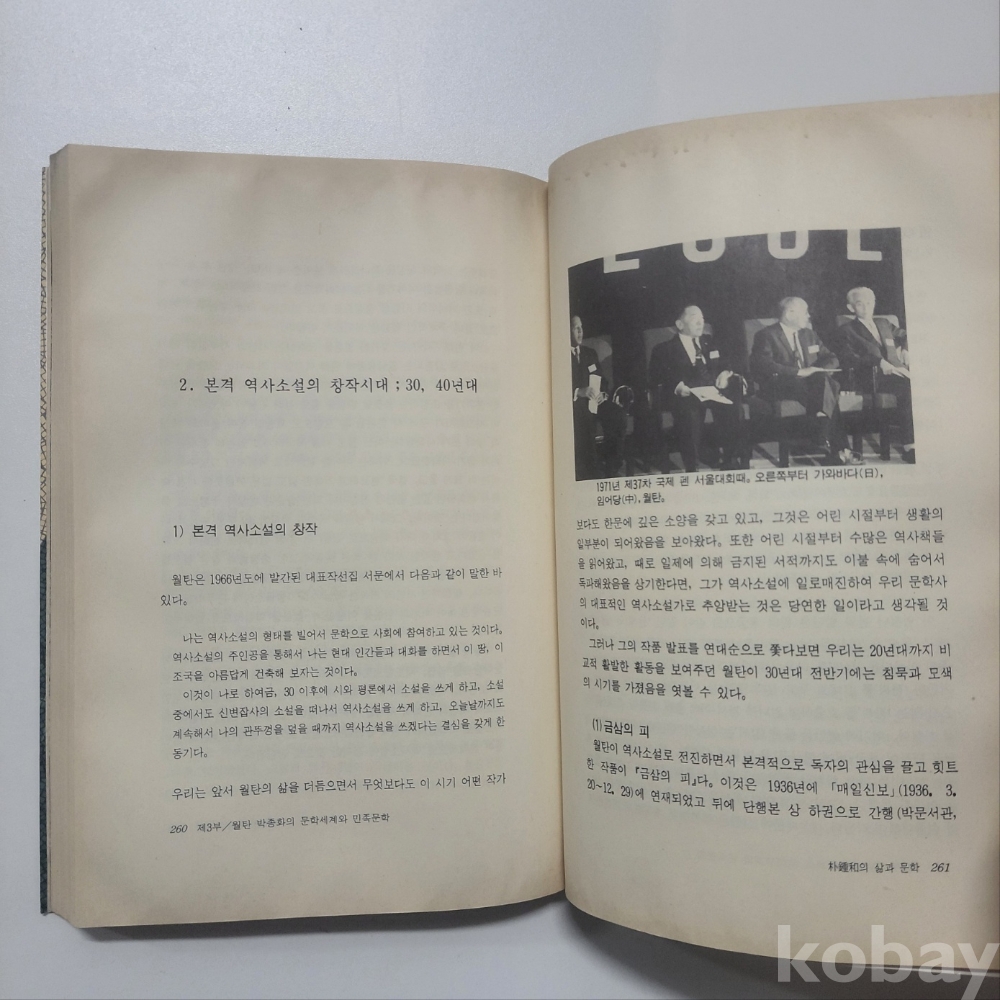 2. 본격 역사소설의 창작시대 ; 30, 40년대
1) 본격 역사소설의 창작
월탄은 1966년도에 발간된 대표작선집 서문에서 다음과 같이 말한 바
있다.
나는 역사소설의 형태를 빌어서 문학으로 사회에 참여하고 있는 것이다.
역사소설의 주인공을 통해서 나는 현대 인간들과 대화를 하면서 이 땅, 이
조국을 아름답게 건축해 보자는 것이다.
이것이 나로 하여금, 30 이후에 시와 평론에서 소설을 쓰게 하고, 소설
중에서도 신변잡사의 소설을 떠나서 역사소설을 쓰게 하고, 오늘날까지도
계속해서 나의 관뚜껑을 덮을 때까지 역사소설을 쓰겠다는 결심을 갖게 한
동기다.
우리는 앞서 월탄의 삶을 더듬으면서 무엇보다도 이 시기 어떤 작가
260 제3부/월탄 박종화의 문학세계와 민족문학
EOUL
1971년 제37차 국제 펜 서울대회때. 오른쪽부터 가와바다(日),
임어당(中), 월탄.
보다도 한문에 깊은 소양을 갖고 있고, 그것은 어린 시절부터 생활의
일부분이 되어왔음을 보아왔다. 또한 어린 시절부터 수많은 역사책들
을 읽어왔고, 때로 일제에 의해 금지된 서적까지도 이불 속에 숨어서
독파해왔음을 상기한다면, 그가 역사소설에 일로매진하여 우리 문학사
의 대표적인 역사소설가로 추앙받는 것은 당연한 일이라고 생각될 것
이다.
그러나 그의 작품 발표를 연대순으로 쫓다보면 우리는 20년대까지 비
교적 활발한 활동을 보여주던 월탄이 30년대 전반기에는 침묵과 모색
의 시기를 가졌음을 엿볼 수 있다.
(1) 금삼의 피
월탄이 역사소설로 전진하면서 본격적으로 독자의 관심을 끌고 힛트
한 작품이 『금삼의 피』다. 이것은 1936년에 「매일신보」(1936. 3.
20~12. 29)에 연재되었고 뒤에 단행본 상 하권으로 간행(박문서관,
朴鍾和의 삶과 문학 261
kobay